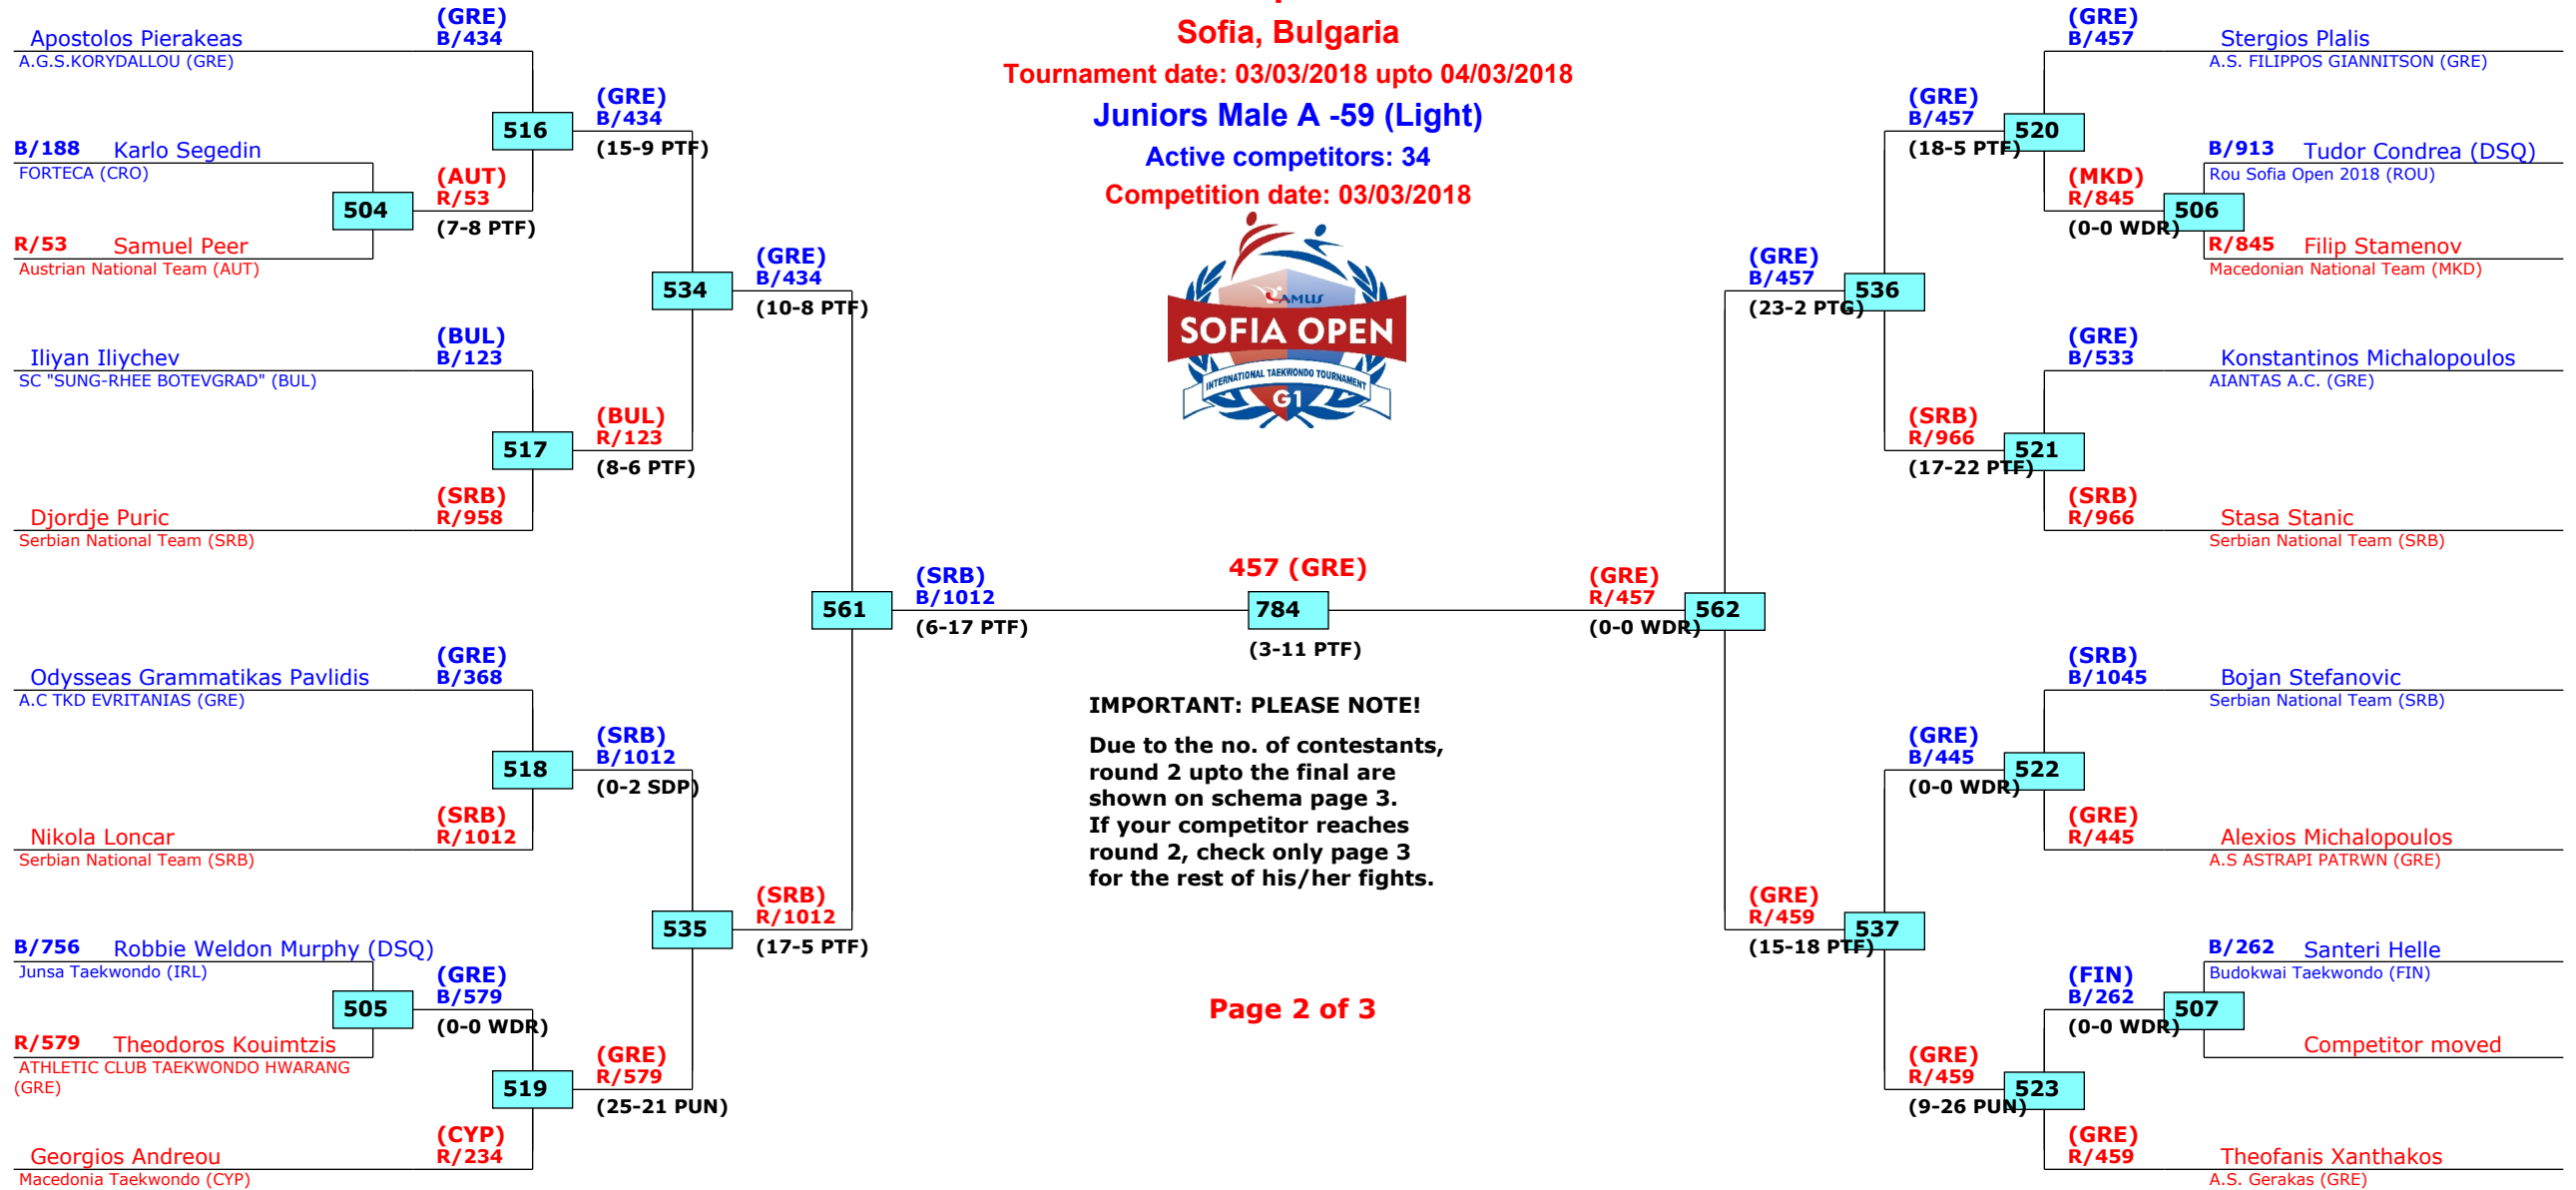 (GRE)
Apostolos Pierakeas B/434
A.G.S.KORYDALLOU (GRE)
(GRE)
B/434
516
(15-9 PTF)
B/188 Karlo Segedin
FORTECA (CRO)
(AUT)
R/53
504
(7-8 PTF)
R/53 Samuel Peer
Austrian National Team (AUT)
(GRE)
B/434
534
(10-8 PTF)
(BUL)
Iliyan Iliychev B/123
SC "SUNG-RHEE BOTEVGRAD" (BUL)
(BUL)
R/123
517
(8-6 PTF)
(SRB)
Djordje Puric R/958
Serbian National Team (SRB)
561
(SRB)
B/1012
(6-17 PTF)
(GRE)
Odysseas Grammatikas Pavlidis B/368
A.C TKD EVRITANIAS (GRE)
(SRB)
B/1012
518
(0-2 SDP)
(SRB)
Nikola Loncar R/1012
Serbian National Team (SRB)
(SRB)
R/1012
535
(17-5 PTF)
B/756 Robbie Weldon Murphy (DSQ)
Junsa Taekwondo (IRL)
(GRE)
B/579
505
(0-0 WDR)
R/579 Theodoros Kouimtzis
ATHLETIC CLUB TAEKWONDO HWARANG
(GRE)
(GRE)
R/579
519
(25-21 PUN)
(CYP)
Georgios Andreou R/234
Macedonia Taekwondo (CYP)
Sofia, Bulgaria
Tournament date: 03/03/2018 upto 04/03/2018
Juniors Male A -59 (Light)
Active competitors: 34
Competition date: 03/03/2018
RAMUS
SOFIA OPEN
INTERNATIONAL TAEKWONDO TOURNAMENT
G1
457 (GRE)
784
(3-11 PTF)
IMPORTANT: PLEASE NOTE!
Due to the no. of contestants,
round 2 upto the final are
shown on schema page 3.
If your competitor reaches
round 2, check only page 3
for the rest of his/her fights.
Page 2 of 3
(GRE)
B/457 Stergios Plalis
A.S. FILIPPOS GIANNITSON (GRE)
(GRE)
B/457
520
(18-5 PTF)
B/913 Tudor Condrea (DSQ)
Rou Sofia Open 2018 (ROU)
(MKD)
R/845
506
(0-0 WDR)
R/845 Filip Stamenov
Macedonian National Team (MKD)
(GRE)
B/457
536
(23-2 PTG)
(GRE)
B/533 Konstantinos Michalopoulos
AIANTAS A.C. (GRE)
(SRB)
R/966
521
(17-22 PTF)
(SRB)
R/966 Stasa Stanic
Serbian National Team (SRB)
(GRE)
R/457
562
(0-0 WDR)
(SRB)
B/1045 Bojan Stefanovic
Serbian National Team (SRB)
(GRE)
B/445
522
(0-0 WDR)
(GRE)
R/445 Alexios Michalopoulos
A.S ASTRAPI PATRWN (GRE)
(GRE)
R/459
537
(15-18 PTF)
B/262 Santeri Helle
Budokwai Taekwondo (FIN)
(FIN)
B/262
507
(0-0 WDR)
Competitor moved
(GRE)
R/459
523
(9-26 PUN)
(GRE)
R/459 Theofanis Xanthakos
A.S. Gerakas (GRE)